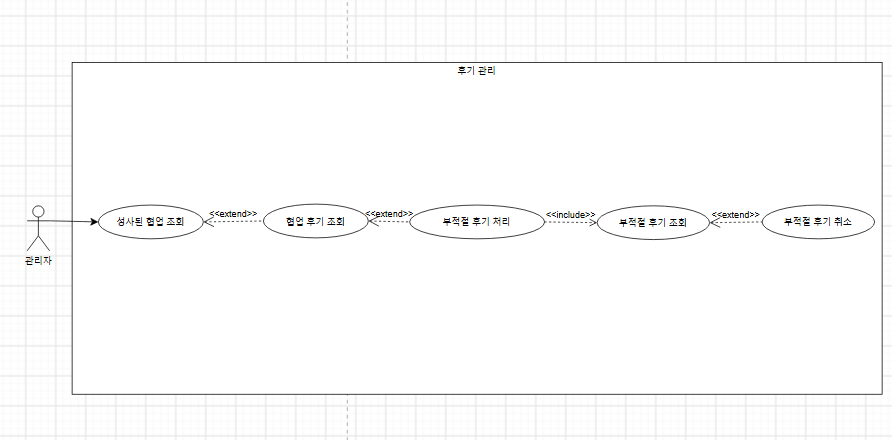 후기 관리
관리자
성사된 협업 조회
<<extend>>
협업 후기 조회
<<extend>>
부적절 후기 처리
<<include>>
부적절 후기 조회
<<extend>>
부적절 후기 취소